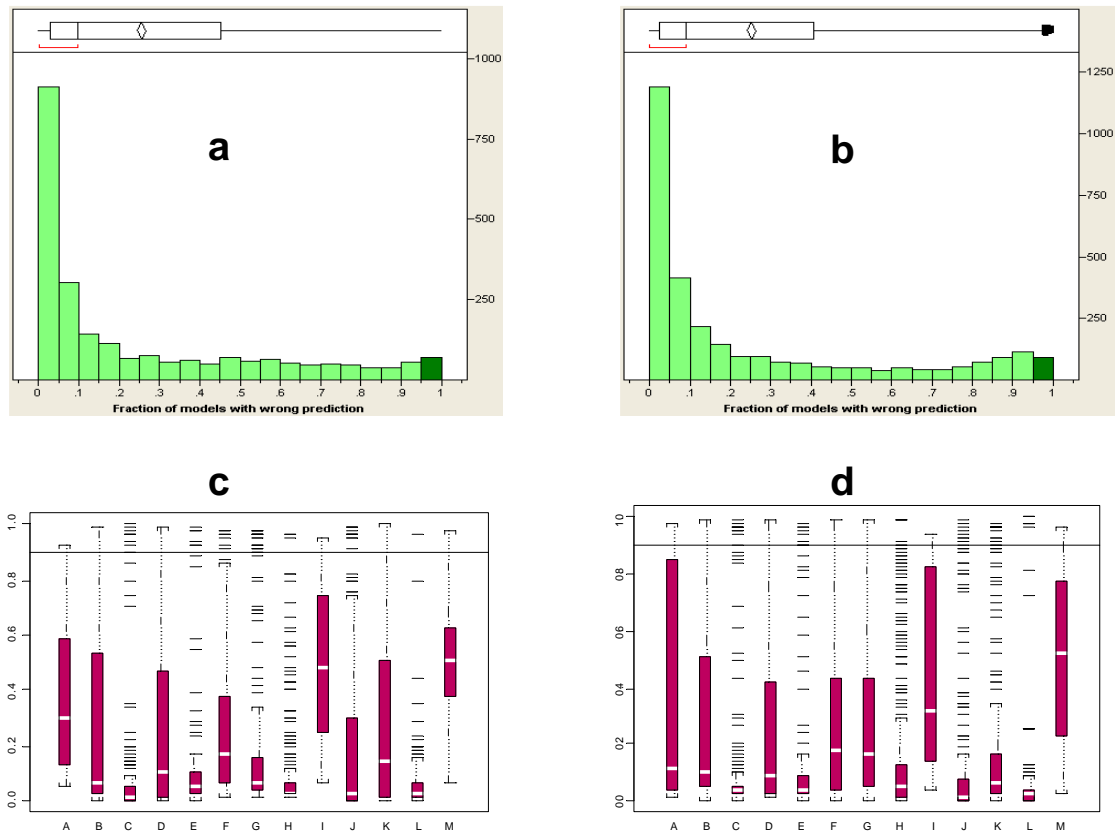 a
-1000
-750
-500
-250
0 .1 .2 .3 .4 .5 .6 .7 .8 .9 1
Fraction of models with wrong prediction
b
-1250
-1000
-750
-500
-250
0 .1 .2 .3 .4 .5 .6 .7 .8 .9 1
Fraction of models with wrong prediction
c
1.0
0.8
0.6
0.4
0.2
0.0
A B C D E F G H I J K L M
d
1.0
0.8
0.6
0.4
0.2
0.0
A B C D E F G H I J K L M